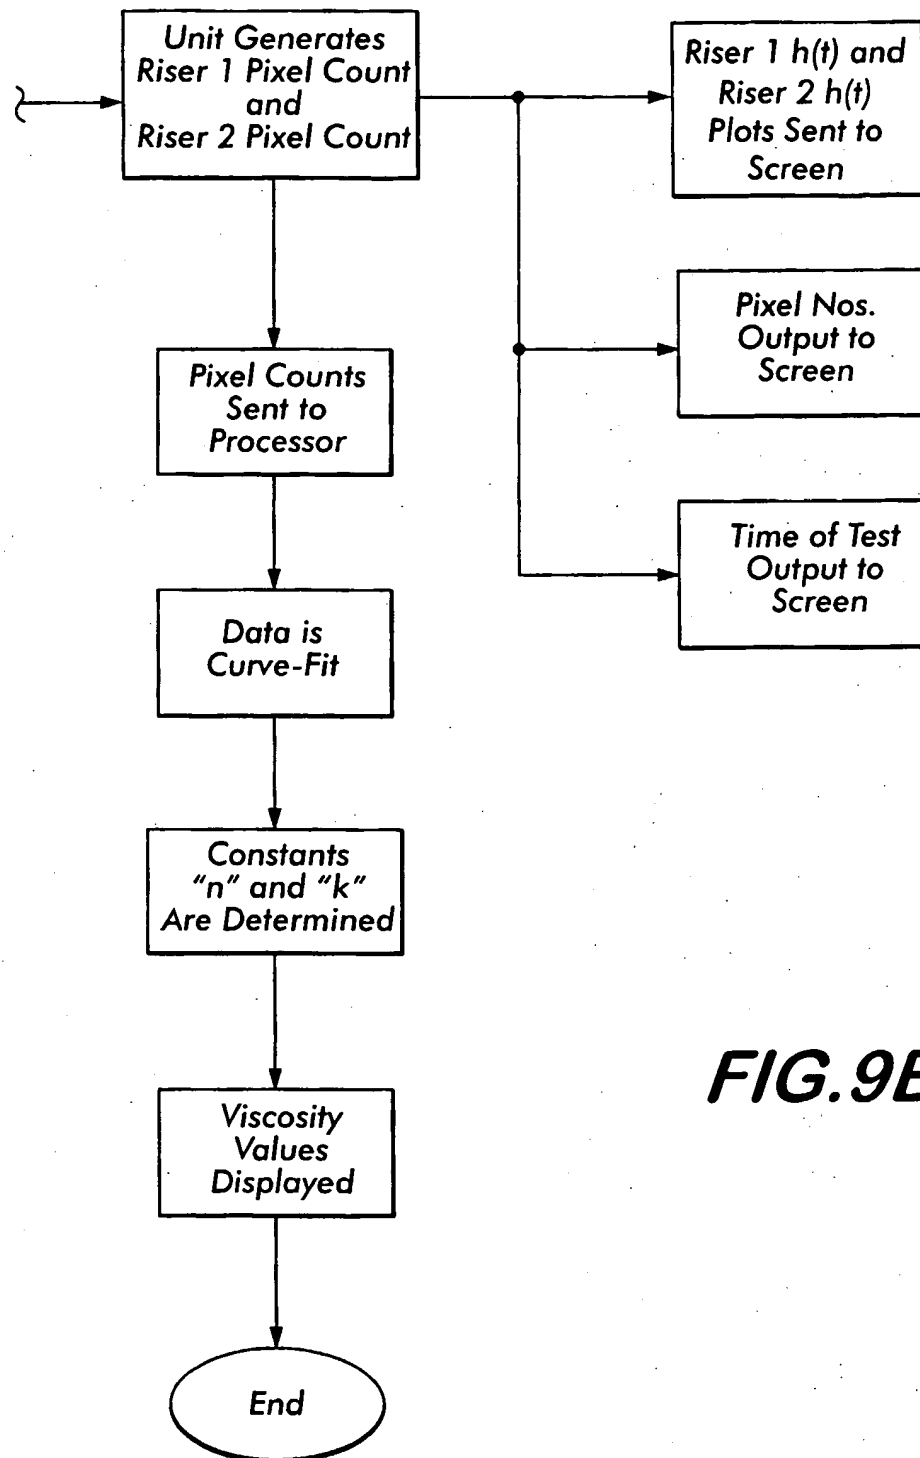 Unit Generates
Riser 1 Pixel Count
and
Riser 2 Pixel Count
Riser 1 h(t) and
Riser 2 h(t)
Plots Sent to
Screen
Pixel Nos.
Output to
Screen
Pixel Counts
Sent to
Processor
Time of Test
Output to
Screen
Data is
Curve-Fit
Constants
"n" and "k"
Are Determined
Viscosity
Values
Displayed
End
FIG.9B